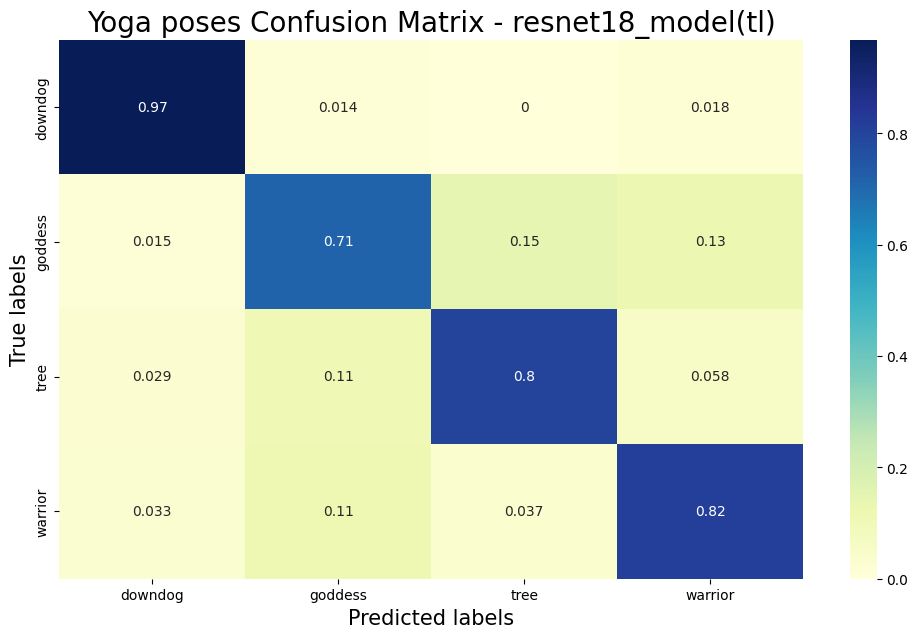 Yoga poses Confusion Matrix - resnet18_model(tl)
True labels
downdog
0.97
0.014
0
0.018
goddess
0.015
0.71
0.15
0.13
tree
0.029
0.11
0.8
0.058
warrior
0.033
0.11
0.037
0.82
downdog
goddess
tree
warrior
Predicted labels
0.8
0.6
0.4
0.2
0.0